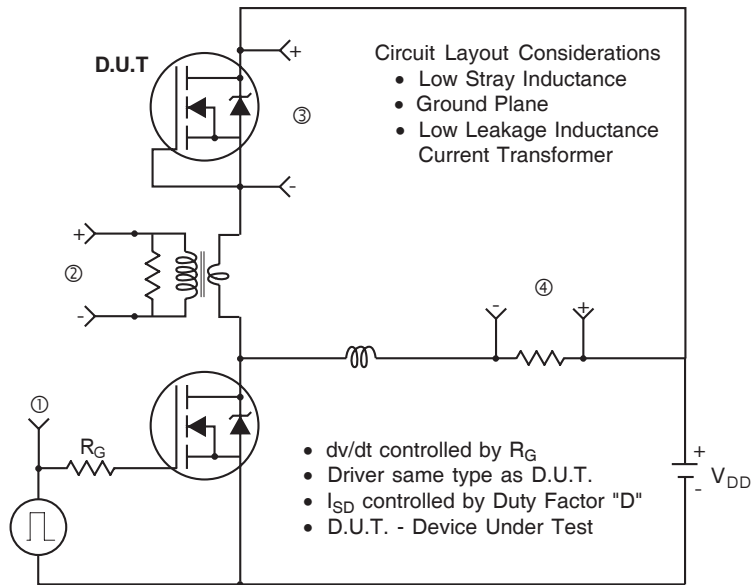 D.U.T
+
③
-
Circuit Layout Considerations
• Low Stray Inductance
• Ground Plane
• Low Leakage Inductance
Current Transformer
+
②
-
④
-
+
①
R_G
• dv/dt controlled by R_G
• Driver same type as D.U.T.
• I_SD controlled by Duty Factor "D"
• D.U.T. - Device Under Test
+
V_DD
-